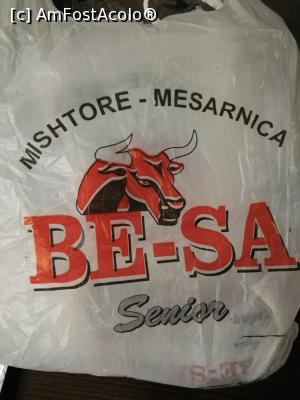 [c] AmFostAcolo®
MISHTORE - MESARNICA
BE-SA
Senior